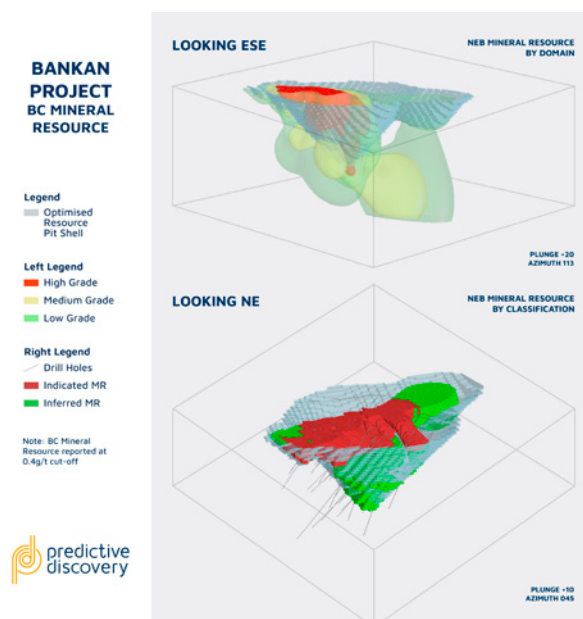 BANKAN
PROJECT
BC MINERAL
RESOURCE
Legend
Optimised
Resource
Pit Shell
Left Legend
High Grade
Medium Grade
Low Grade
Right Legend
Drill Holes
Indicated MR
Inferred MR
Note: BC Mineral
Resource reported at
0.4g/t cut-off
predictive
discovery
LOOKING ESE
NEB MINERAL RESOURCE
BY DOMAIN
PLUNGE +20
AZIMUTH 113
LOOKING NE
NEB MINERAL RESOURCE
BY CLASSIFICATION
PLUNGE +10
AZIMUTH 045